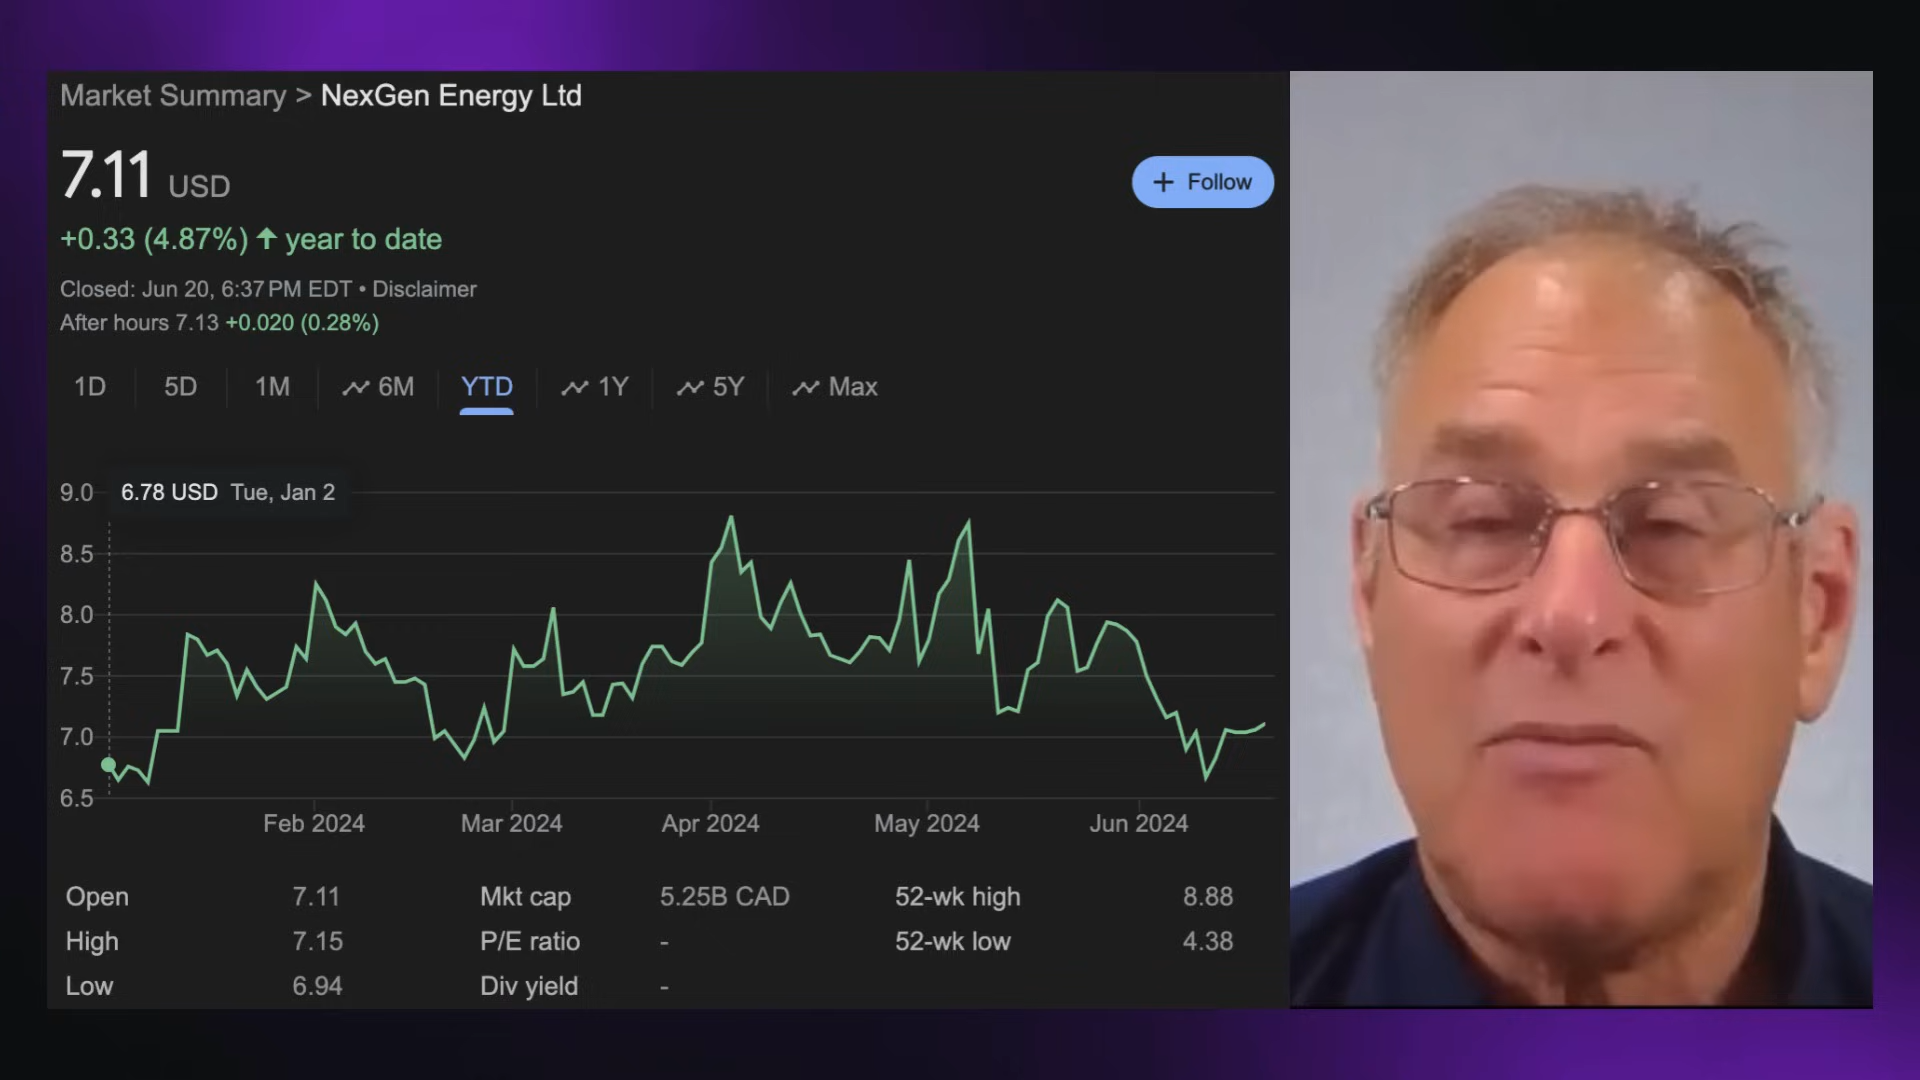 Market Summary > NexGen Energy Ltd
7.11 USD
+ Follow
+0.33 (4.87%) ↑ year to date
Closed: Jun 20, 6:37 PM EDT • Disclaimer
After hours 7.13 +0.020 (0.28%)
1D 5D 1M 6M YTD 1Y 5Y Max
9.0 6.78 USD Tue, Jan 2
8.5
8.0
7.5
7.0
6.5
Feb 2024 Mar 2024 Apr 2024 May 2024 Jun 2024
Open 7.11 Mkt cap 5.25B CAD 52-wk high 8.88
High 7.15 P/E ratio - 52-wk low 4.38
Low 6.94 Div yield -